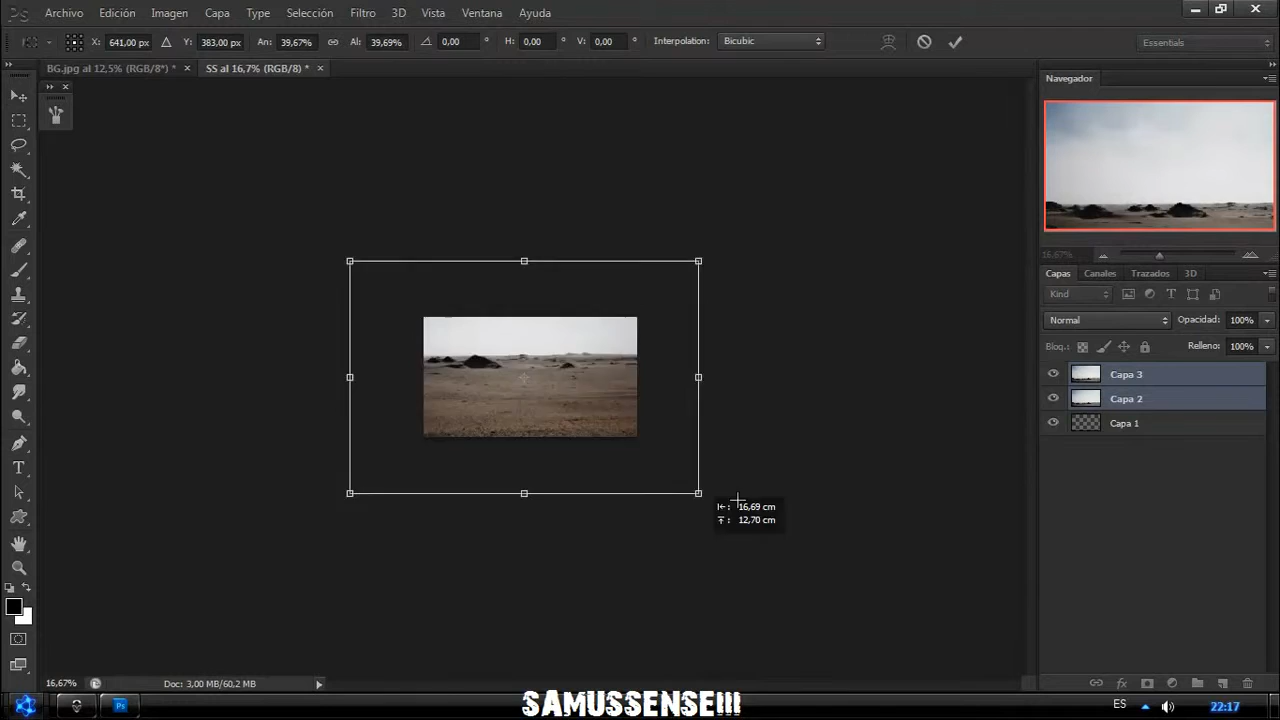 Ps Archivo Edición Imagen Capa Type Selección Filtro 3D Vista Ventana Ayuda
X: 641,00 px Y: 383,00 px An: 39,67% Al: 39,69% 0,00 ° H: 0,00 ° V: 0,00 ° Interpolation: Bicubic Essentials
BG.jpg al 12,5% (RGB/8*) * × SS al 16,7% (RGB/8) * ×
Navegador
16,67%
Capas Canales Trazados 3D
Kind
Normal Opacidad: 100%
Bloq.: Relleno: 100%
Capa 3
Capa 2
Capa 1
16,69 cm
12,70 cm
16,67% Doc: 3,00 MB/60,2 MB
Ps SAMUSSENSE!!! ES 22:17